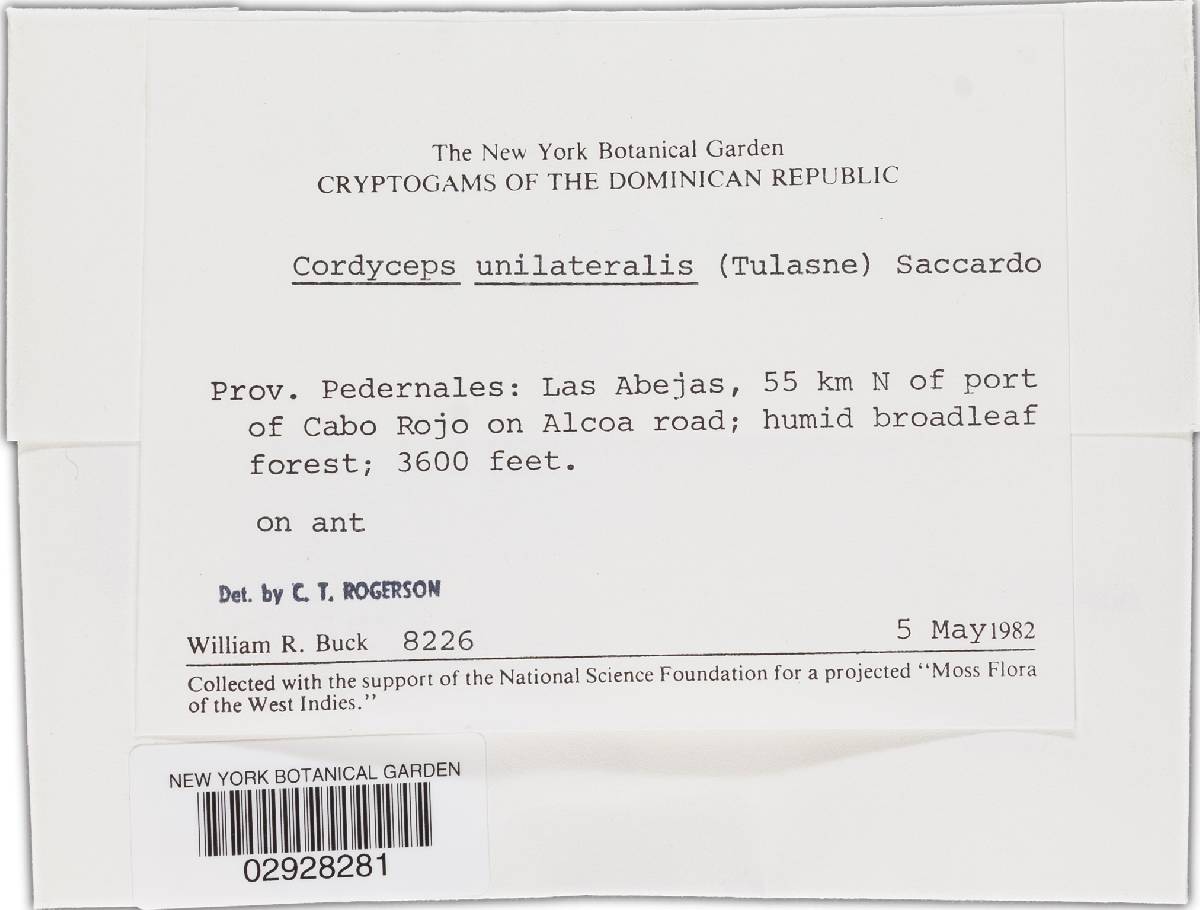 The New York Botanical Garden
CRYPTOGAMS OF THE DOMINICAN REPUBLIC
Cordyceps unilateralis (Tulasne) Saccardo
Prov. Pedernales: Las Abejas, 55 km N of port
of Cabo Rojo on Alcoa road; humid broadleaf
forest; 3600 feet.
on ant
Det. by C. T. ROGERSON
William R. Buck 8226 5 May 1982
Collected with the support of the National Science Foundation for a projected “Moss Flora
of the West Indies.”
NEW YORK BOTANICAL GARDEN
02928281